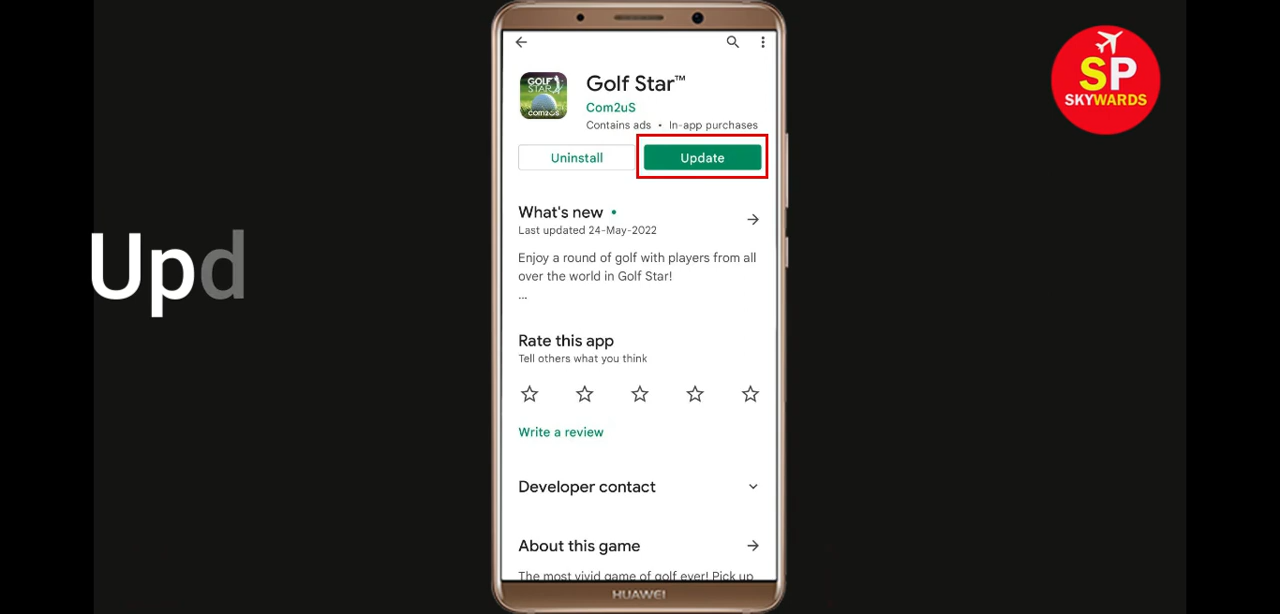 Golf Star™
Com2uS
Contains ads • In-app purchases
Uninstall
Update
What's new •
Last updated 24-May-2022
Enjoy a round of golf with players from all
over the world in Golf Star!
...
Rate this app
Tell others what you think
Write a review
Developer contact
About this game
The most vivid game of golf ever! Pick up
HUAWEI
GOLF
STAR
COM2US
Upd
SP
SKYWARDS